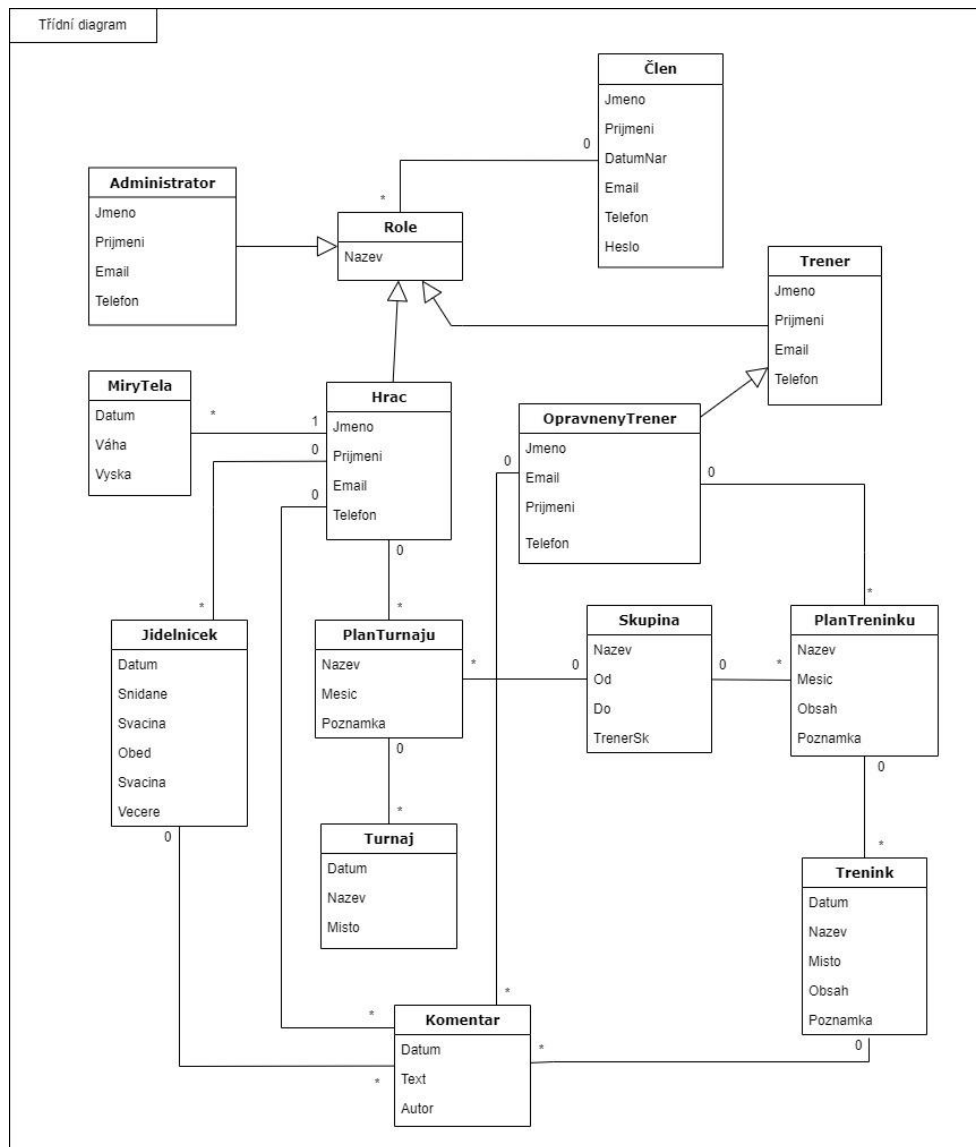 Třídní diagram
Člen
Jmeno
Prijmeni
DatumNar
Email
Telefon
Heslo
0
*
Administrator
Jmeno
Prijmeni
Email
Telefon
Role
Nazev
Trener
Jmeno
Prijmeni
Email
Telefon
MiryTela
Datum
Váha
Vyska
*
1
0
0
Hrac
Jmeno
Prijmeni
Email
Telefon
0
OpravnenyTrener
Jmeno
Email
Prijmeni
Telefon
0
0
*
*
*
Jidelnicek
Datum
Snidane
Svacina
Obed
Svacina
Vecere
0
PlanTurnaju
Nazev
Mesic
Poznamka
*
0
0
Skupina
Nazev
Od
Do
TrenerSk
0
*
PlanTreninku
Nazev
Mesic
Obsah
Poznamka
0
*
Turnaj
Datum
Nazev
Misto
*
Trenink
Datum
Nazev
Misto
Obsah
Poznamka
0
*
*
*
*
Komentar
Datum
Text
Autor